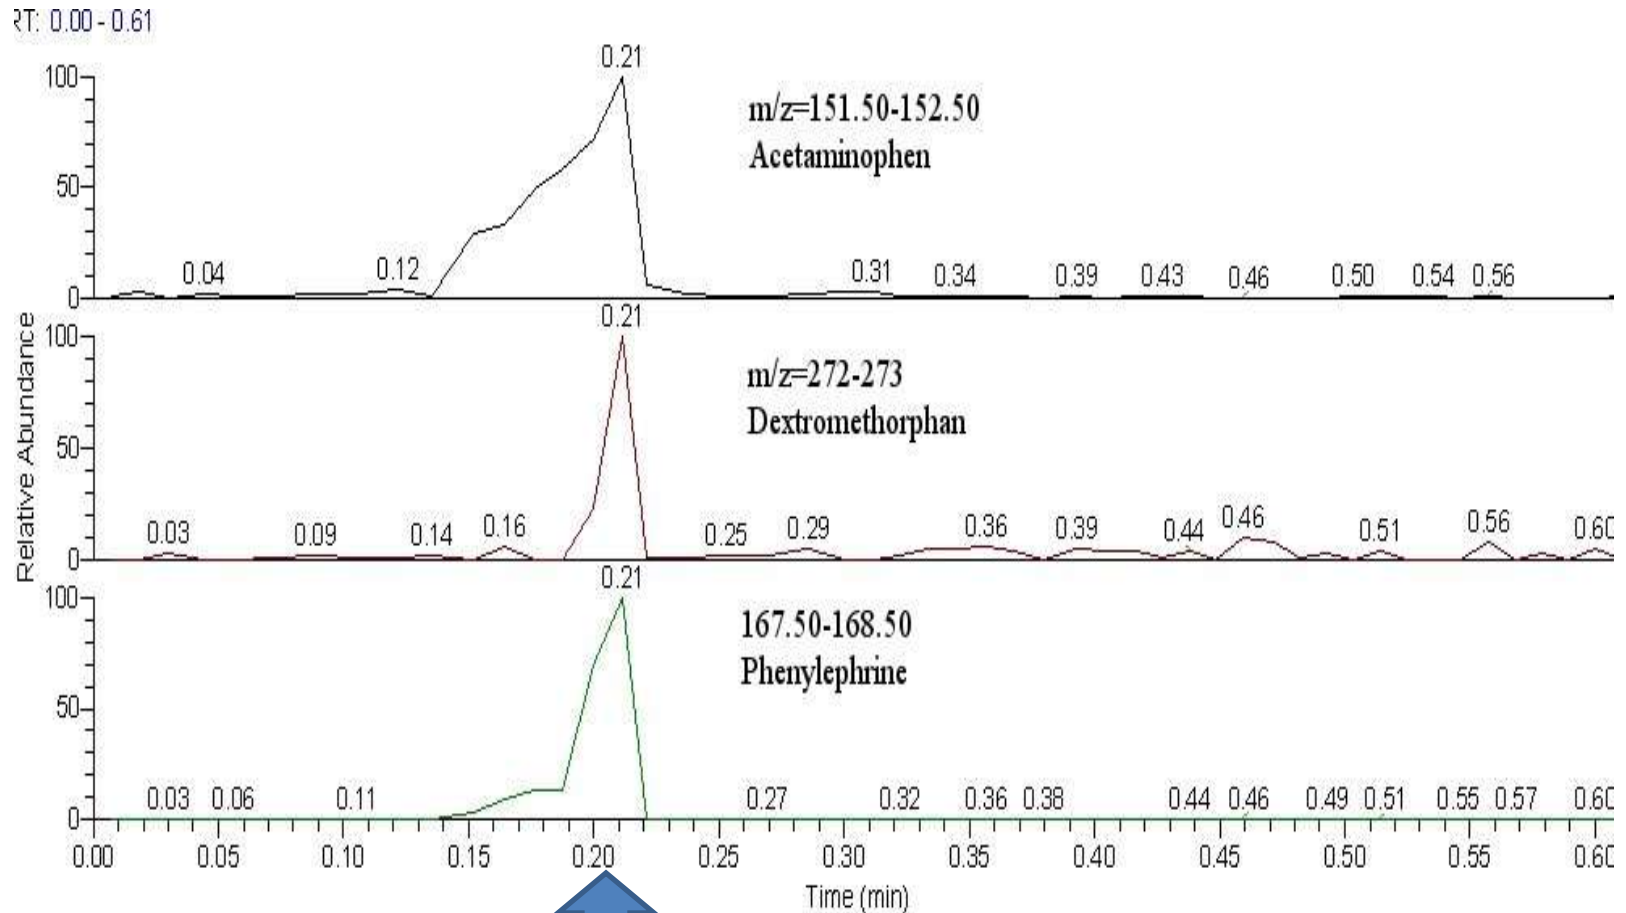 RT: 0.00 - 0.61
0.21
100
m/z=151.50-152.50
Acetaminophen
50
0.04 0.12 0.31 0.34 0.39 0.43 0.46 0.50 0.54 0.56
0
0.21
100
m/z=272-273
Dextromethorphan
50
0.03 0.09 0.14 0.16 0.25 0.29 0.36 0.39 0.44 0.46 0.51 0.56 0.60
0
0.21
100
167.50-168.50
Phenylephrine
50
0.03 0.06 0.11 0.27 0.32 0.36 0.38 0.44 0.46 0.49 0.51 0.55 0.57 0.60
0
Relative Abundance
0.00 0.05 0.10 0.15 0.20 0.25 0.30 0.35 0.40 0.45 0.50 0.55 0.60
Time (min)